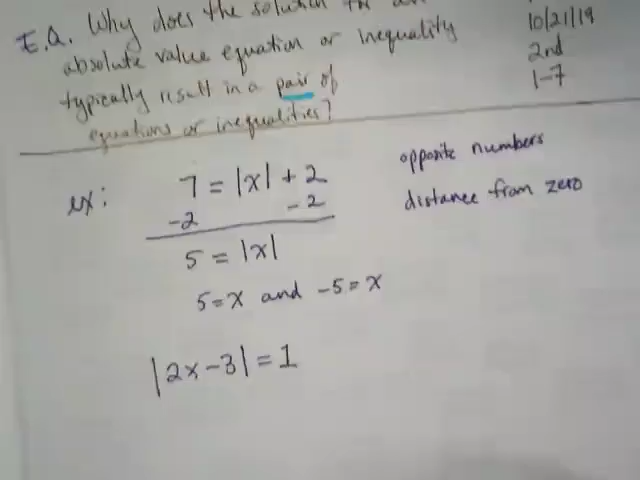 E.Q. Why does the solution
absolute value equation or inequality
typically result in a pair of
equations or inequalities?
10/21/19
2nd
1-7
ex: 7 = |x| + 2
-2 -2
5 = |x|
5 = x and -5 = x
|2x - 3| = 1
opposite numbers
distance from zero